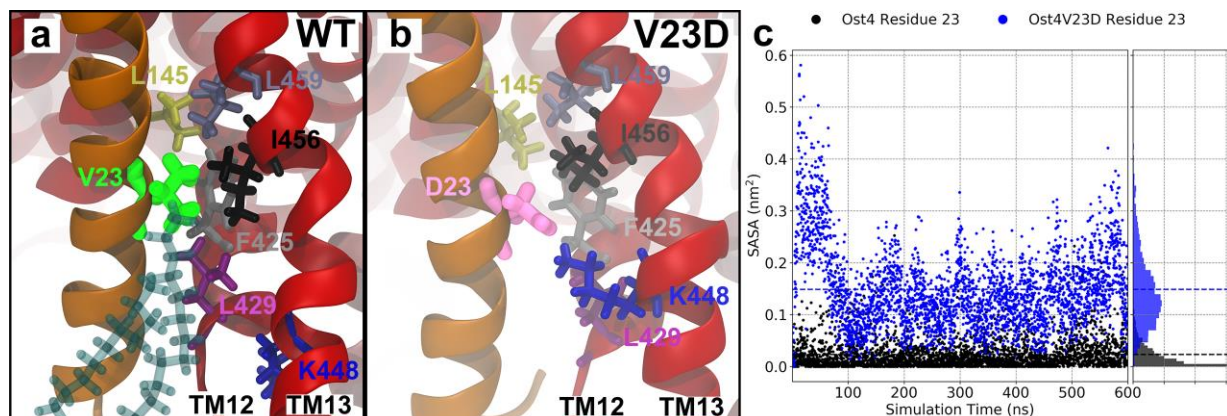 a
WT
L145
L459
I456
V23
F425
L429
K448
TM12 TM13
b
V23D
L459
L145
I456
D23
F425
K448
L429
TM12 TM13
c
Ost4 Residue 23 Ost4V23D Residue 23
SASA (nm²)
0.6
0.5
0.4
0.3
0.2
0.1
0.0
100 200 300 400 500 600
Simulation Time (ns)